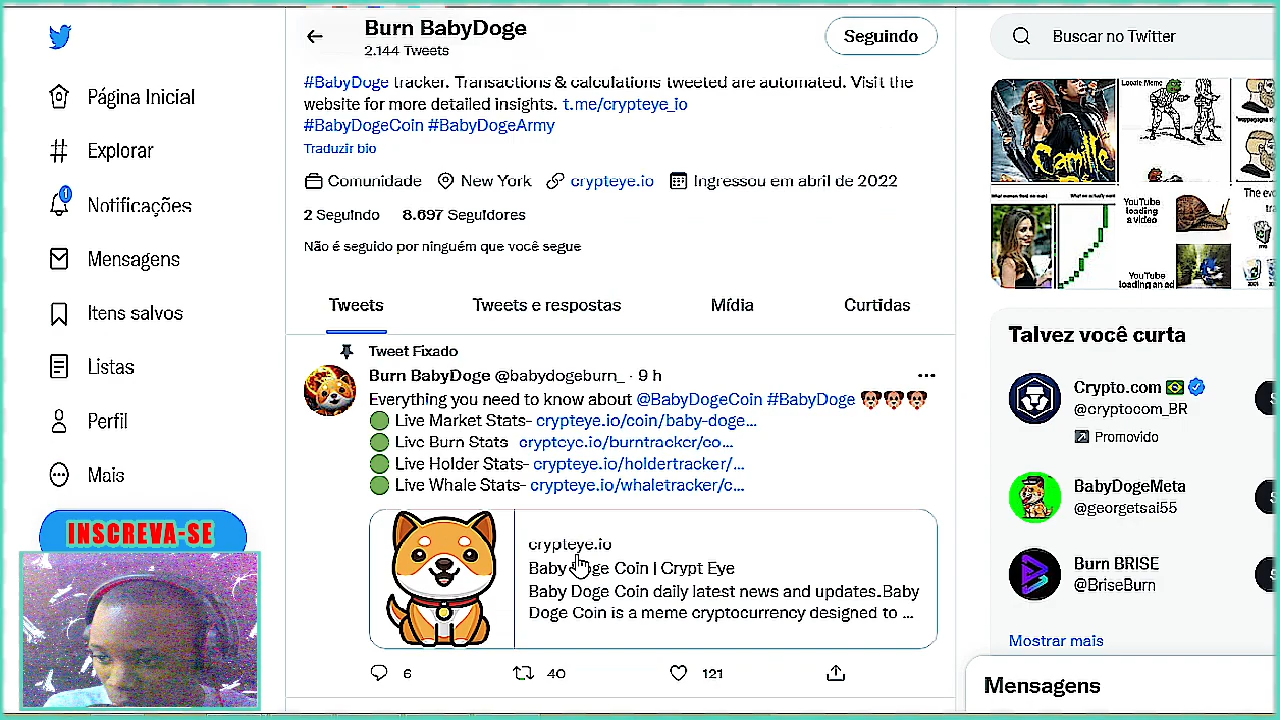 Burn BabyDoge
2.144 Tweets
Seguindo
Buscar no Twitter
Página Inicial
Explorar
1
Notificações
Mensagens
Itens salvos
Listas
Perfil
Mais
INSCREVA-SE
#BabyDoge tracker. Transactions & calculations tweeted are automated. Visit the
website for more detailed insights. t.me/crypteye_io
#BabyDogeCoin #BabyDogeArmy
Traduzir bio
Comunidade New York crypteye.io Ingressou em abril de 2022
2 Seguindo 8.697 Seguidores
Não é seguido por ninguém que você segue
Tweets Tweets e respostas Mídia Curtidas
Tweet Fixado
Burn BabyDoge @babydogeburn_ · 9 h
Everything you need to know about @BabyDogeCoin #BabyDoge
Live Market Stats- crypteye.io/coin/baby-doge...
Live Burn Stats- crypteye.io/burntracker/co...
Live Holder Stats- crypteye.io/holdertracker/...
Live Whale Stats- crypteye.io/whaletracker/c...
crypteye.io
Baby Doge Coin | Crypt Eye
Baby Doge Coin daily latest news and updates.Baby
Doge Coin is a meme cryptocurrency designed to ...
6 40 121
Locate Meme
Camille
YouTube
loading
a video
YouTube
loading an ad
The evo
Talvez você curta
Crypto.com
@cryptocom_BR
Promovido
BabyDogeMeta
@georgetsai55
Burn BRISE
@BriseBurn
Mostrar mais
Mensagens